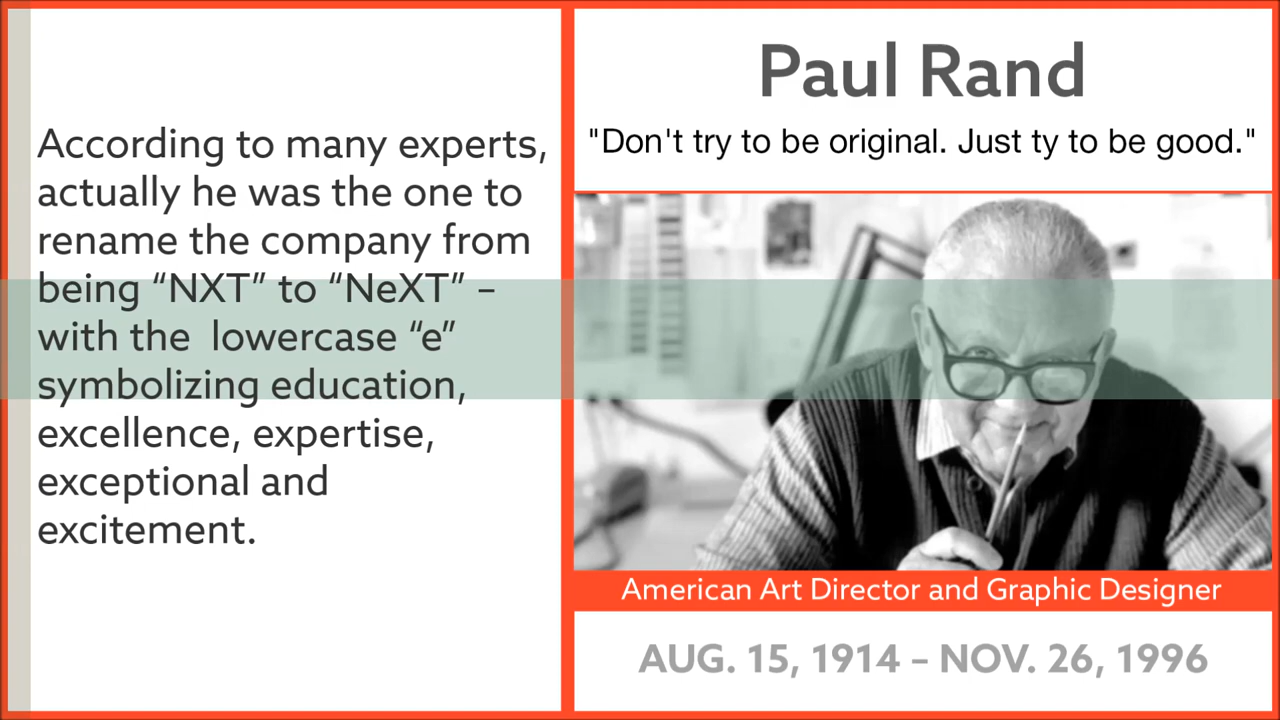 According to many experts,
actually he was the one to
rename the company from
being “NXT” to “NeXT” –
with the  lowercase “e”
symbolizing education,
excellence, expertise,
exceptional and
excitement.
Paul Rand
"Don't try to be original. Just ty to be good."
American Art Director and Graphic Designer
AUG. 15, 1914 – NOV. 26, 1996